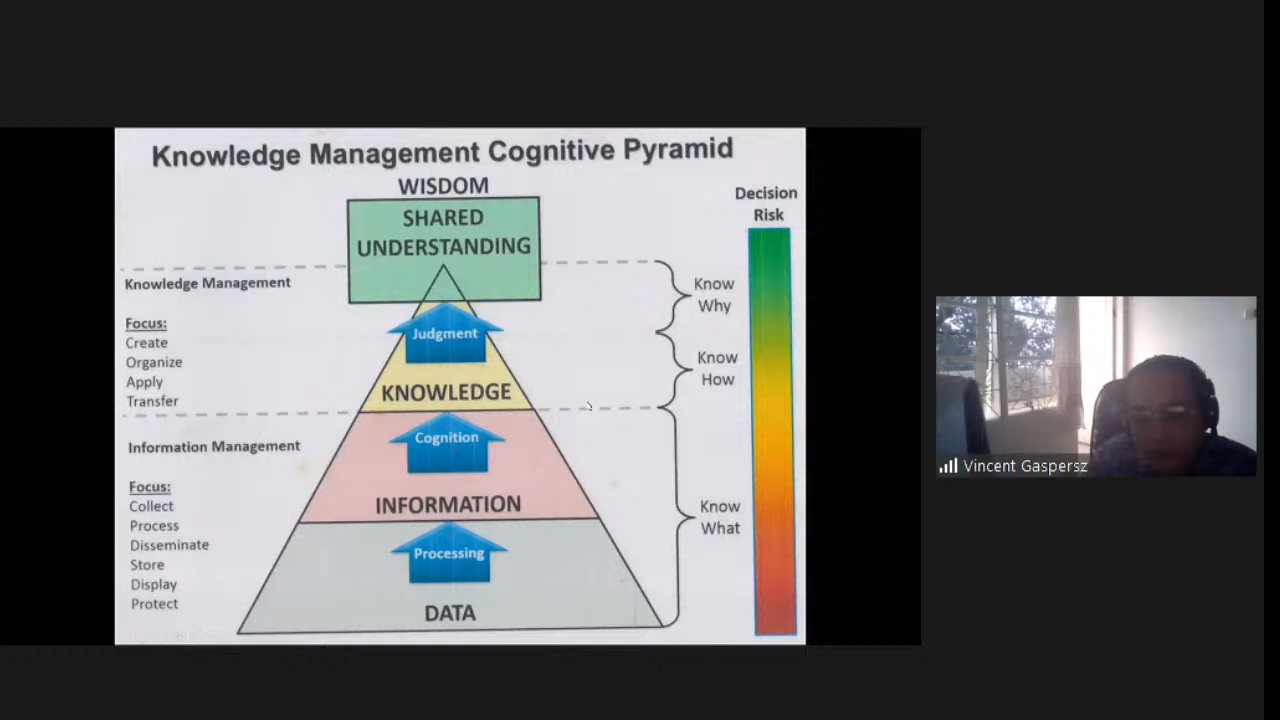 Knowledge Management Cognitive Pyramid
WISDOM
SHARED
UNDERSTANDING
Decision
Risk
Knowledge Management
Focus:
Create
Organize
Apply
Transfer
Judgment
KNOWLEDGE
Know
Why
Know
How
Information Management
Focus:
Collect
Process
Disseminate
Store
Display
Protect
Cognition
INFORMATION
Processing
DATA
Know
What
Vincent Gaspersz